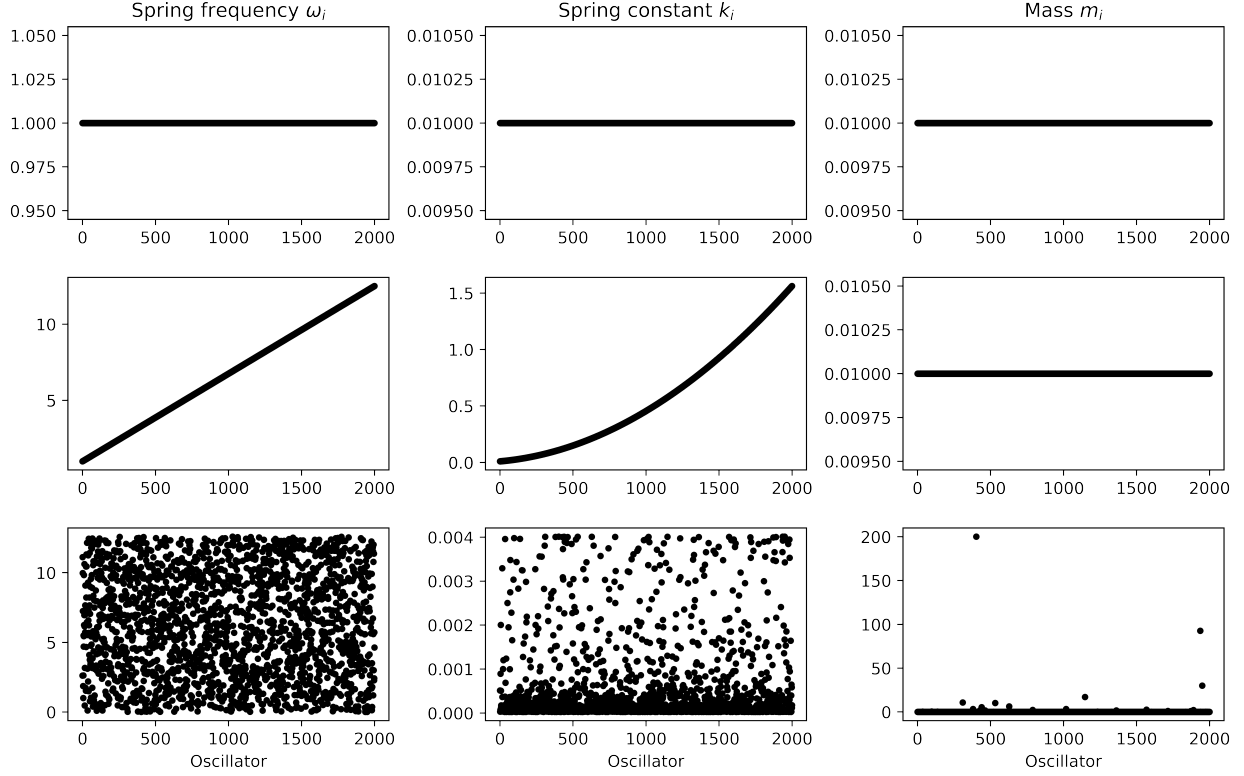 Spring frequency ωi Spring constant ki Mass mi
1.050 0.01050 0.01050
1.025 0.01025 0.01025
1.000 0.01000 0.01000
0.975 0.00975 0.00975
0.950 0.00950 0.00950
0 500 1000 1500 2000 0 500 1000 1500 2000 0 500 1000 1500 2000
1.5 0.01050
10 1.0 0.01025
0.01000
5 0.5 0.00975
0.0 0.00950
0 500 1000 1500 2000 0 500 1000 1500 2000 0 500 1000 1500 2000
0.004 200
10 0.003 150
5 0.002 100
0.001 50
0 0.000 0
0 500 1000 1500 2000 0 500 1000 1500 2000 0 500 1000 1500 2000
Oscillator Oscillator Oscillator